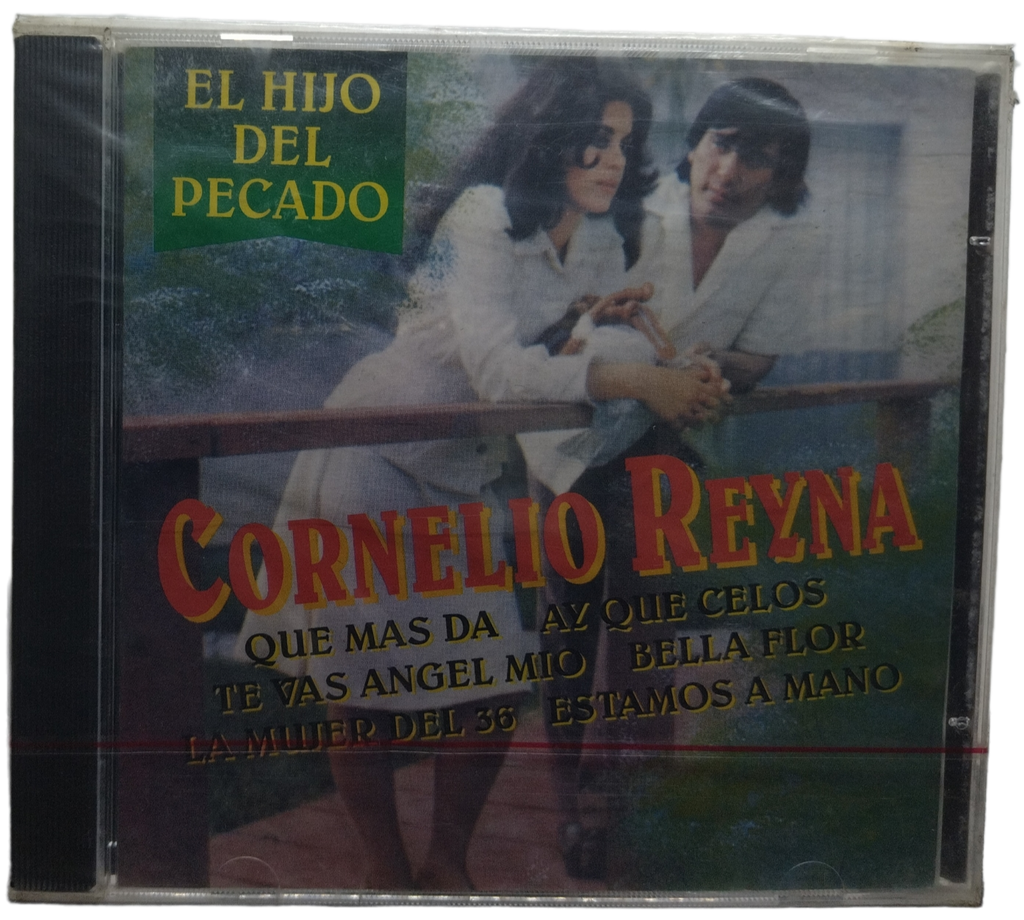 EL HIJO
DEL
PECADO
CORNELIO REYNA
QUE MAS DA AY QUE CELOS
TE VAS ANGEL MIO BELLA FLOR
LA MUJER DEL 36 ESTAMOS A MANO